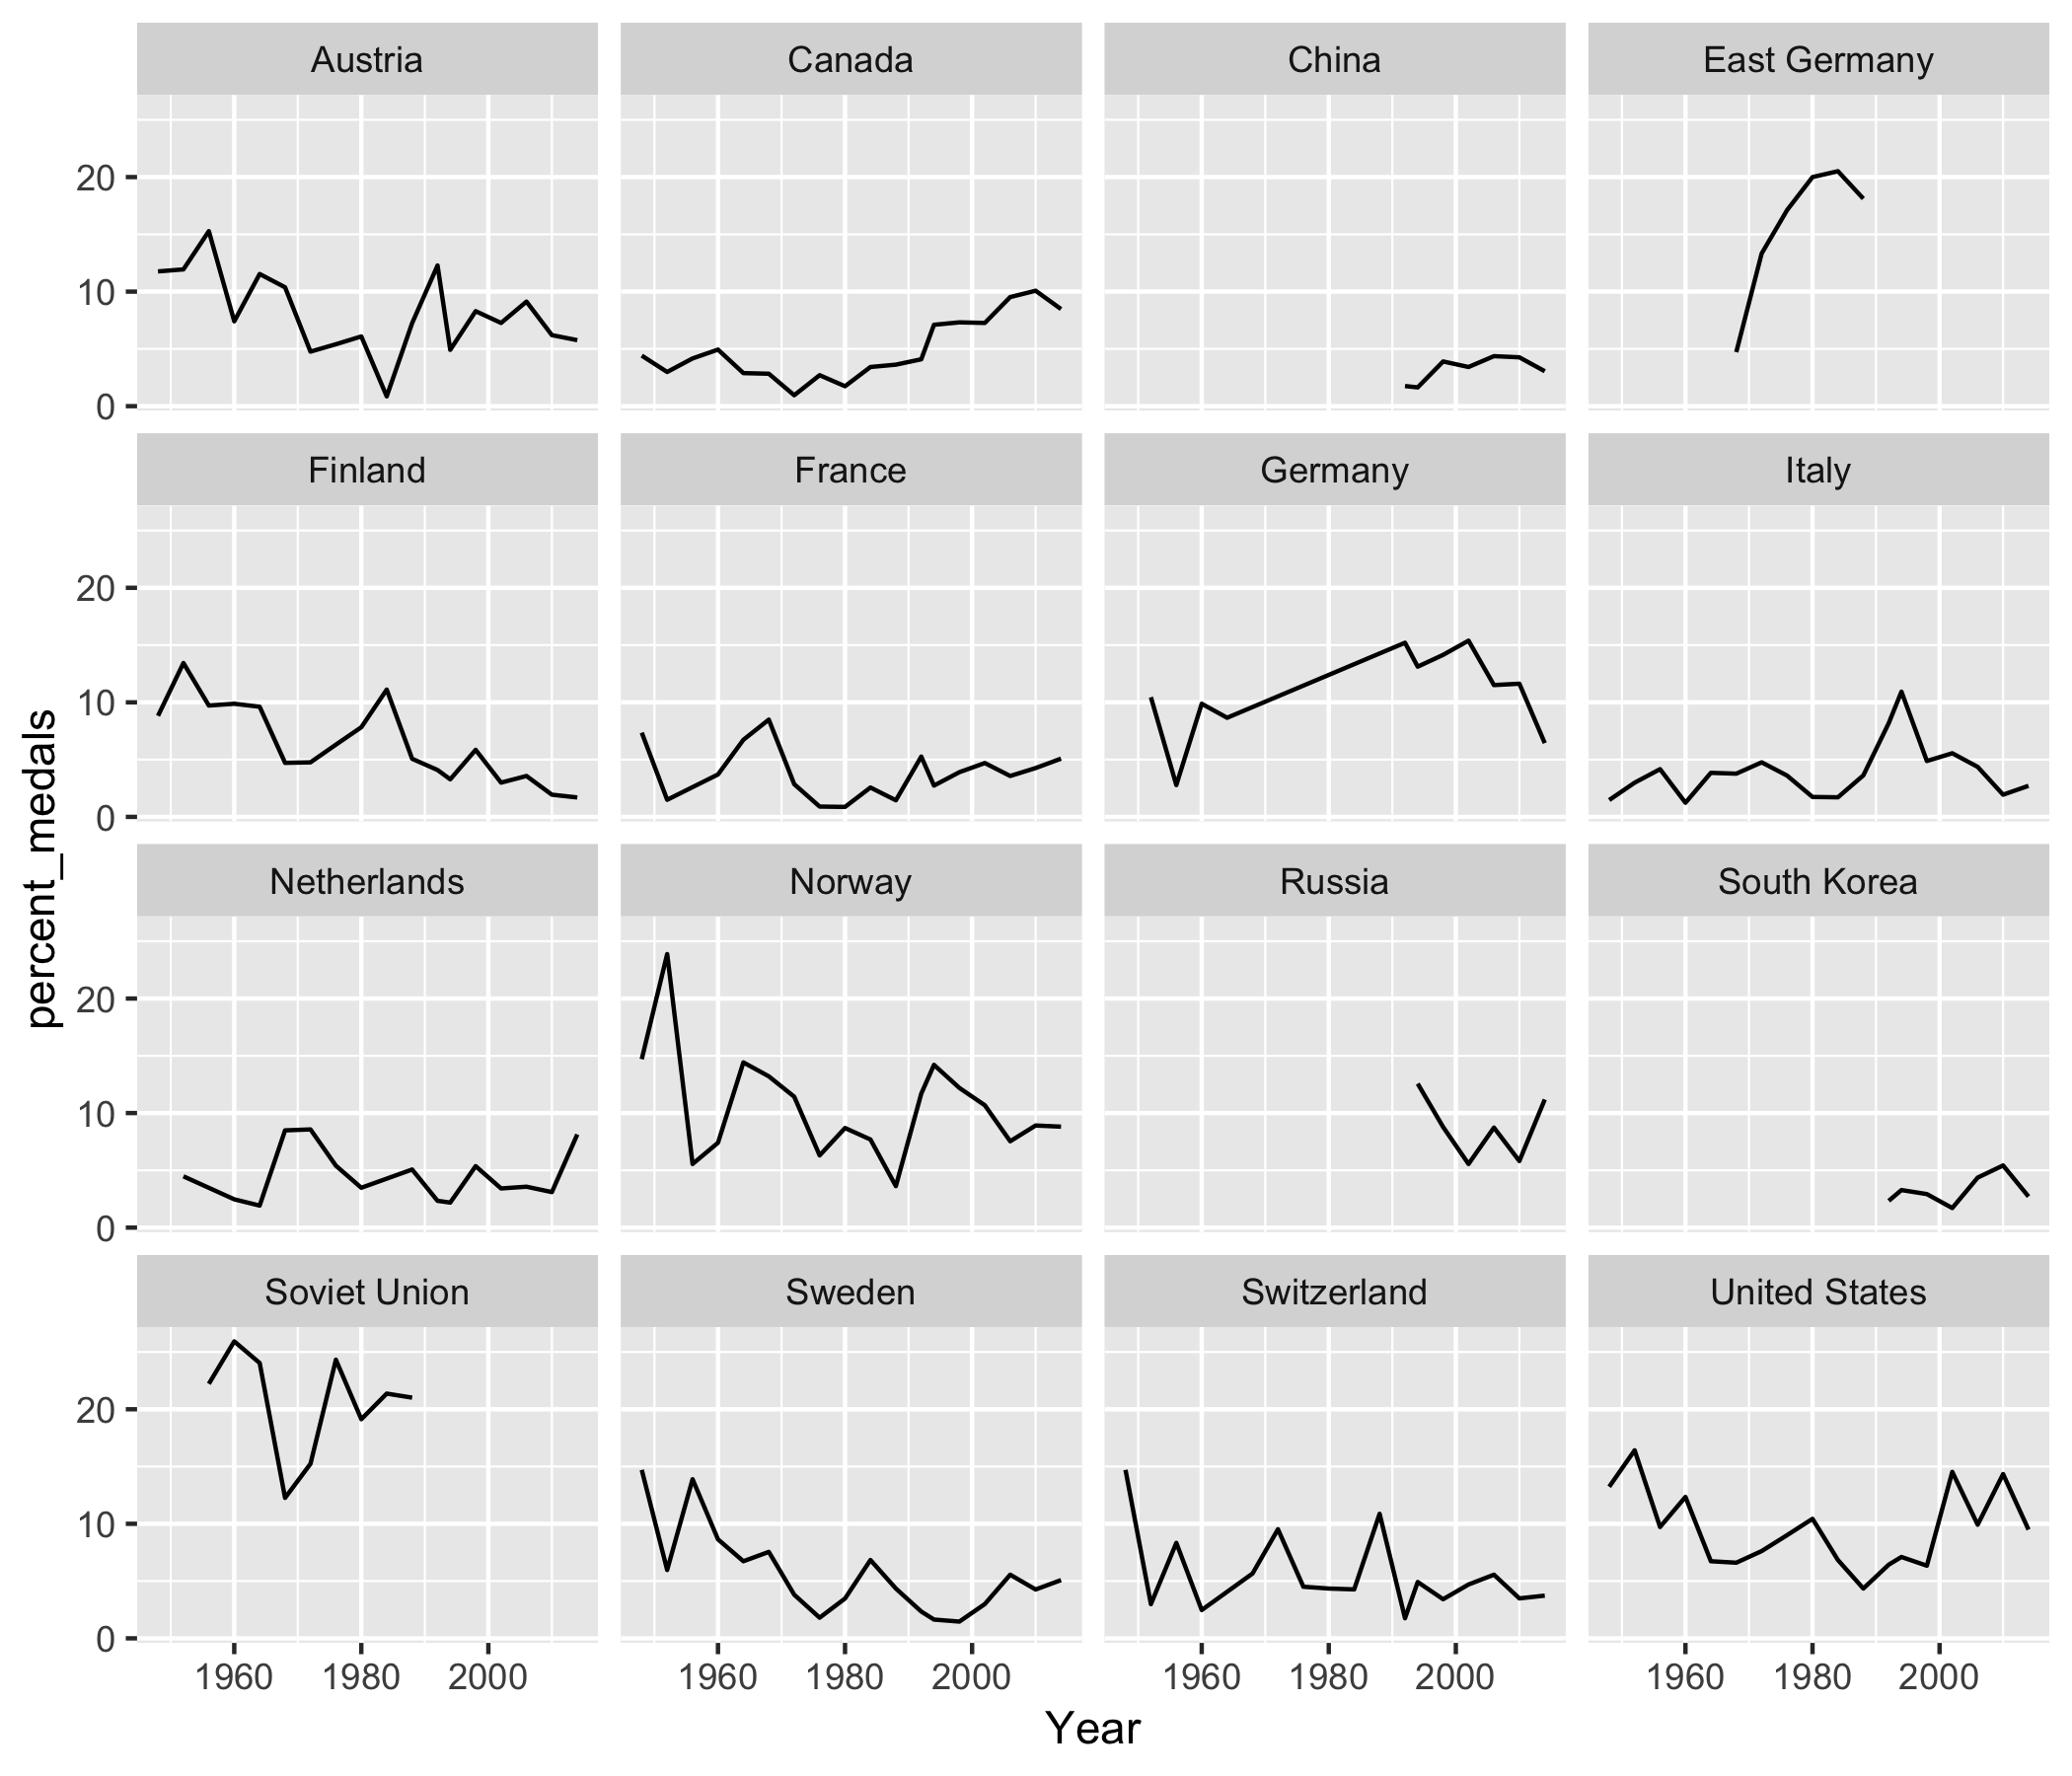 Austria Canada China East Germany
20
10
0
Finland France Germany Italy
20
10
0
Netherlands Norway Russia South Korea
20
10
0
Soviet Union Sweden Switzerland United States
20
10
0
1960 1980 2000 1960 1980 2000 1960 1980 2000 1960 1980 2000
Year
percent_medals